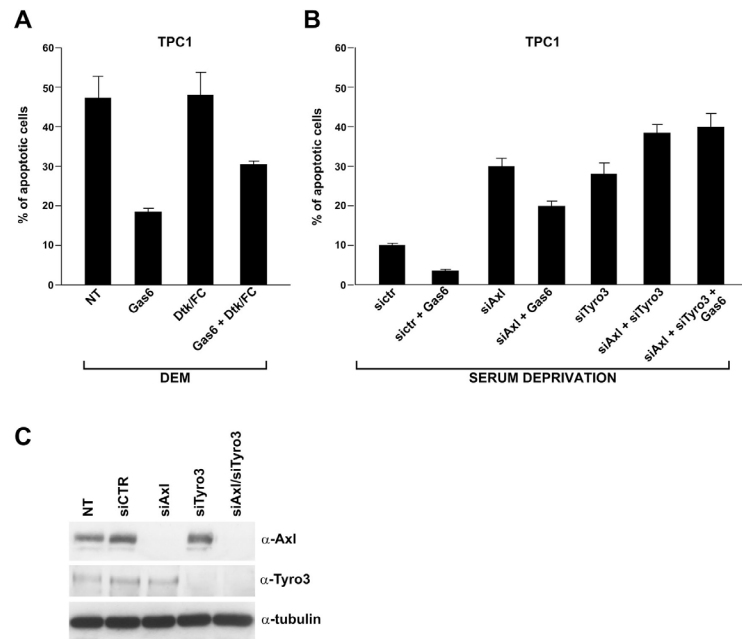 A
TPC1
% of apoptotic cells
60
50
40
30
20
10
0
NT
Gas6
Dtk/FC
Gas6 + Dtk/FC
DEM
B
TPC1
% of apoptotic cells
60
50
40
30
20
10
0
sictr
sictr + Gas6
siAxl
siAxl + Gas6
siTyro3
siAxl + siTyro3
siAxl + siTyro3 +
Gas6
SERUM DEPRIVATION
C
NT
siCTR
siAxl
siTyro3
siAxl/siTyro3
α-Axl
α-Tyro3
α-tubulin